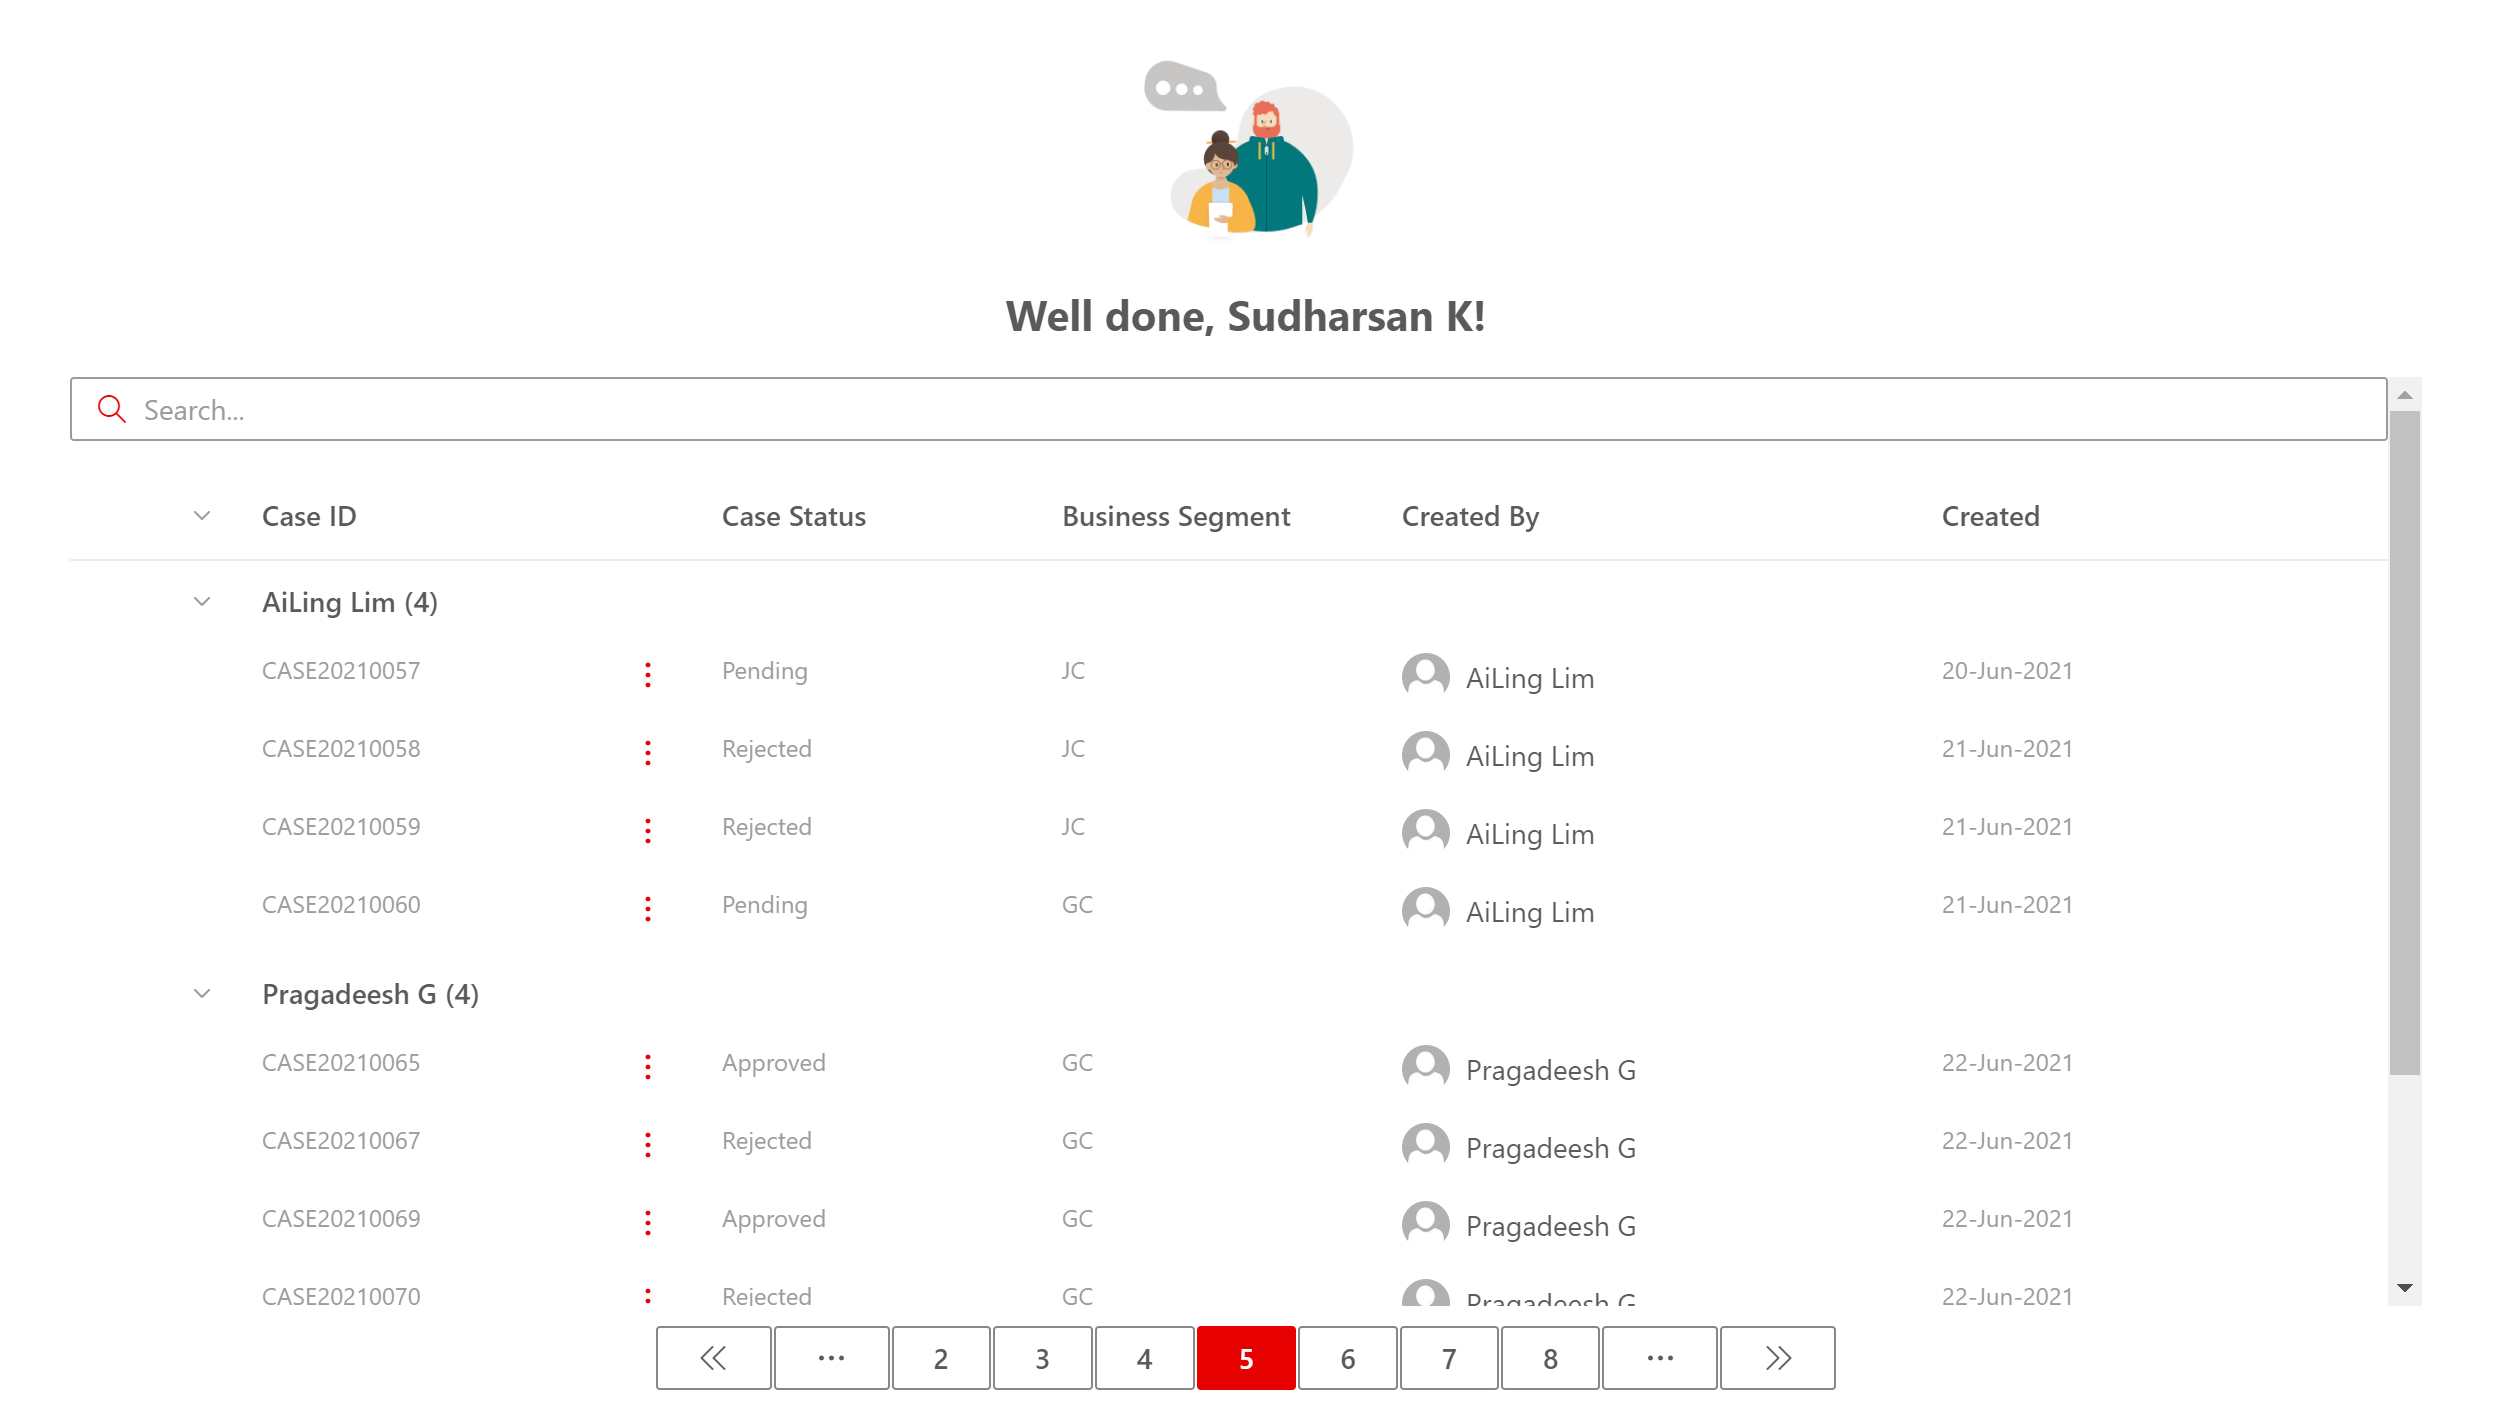 Well done, Sudharsan K!
Search...
Case ID Case Status Business Segment Created By Created
AiLing Lim (4)
CASE20210057 Pending JC AiLing Lim 20-Jun-2021
CASE20210058 Rejected JC AiLing Lim 21-Jun-2021
CASE20210059 Rejected JC AiLing Lim 21-Jun-2021
CASE20210060 Pending GC AiLing Lim 21-Jun-2021
Pragadeesh G (4)
CASE20210065 Approved GC Pragadeesh G 22-Jun-2021
CASE20210067 Rejected GC Pragadeesh G 22-Jun-2021
CASE20210069 Approved GC Pragadeesh G 22-Jun-2021
CASE20210070 Rejected GC Pragadeesh G 22-Jun-2021
... 2 3 4 5 6 7 8 ...